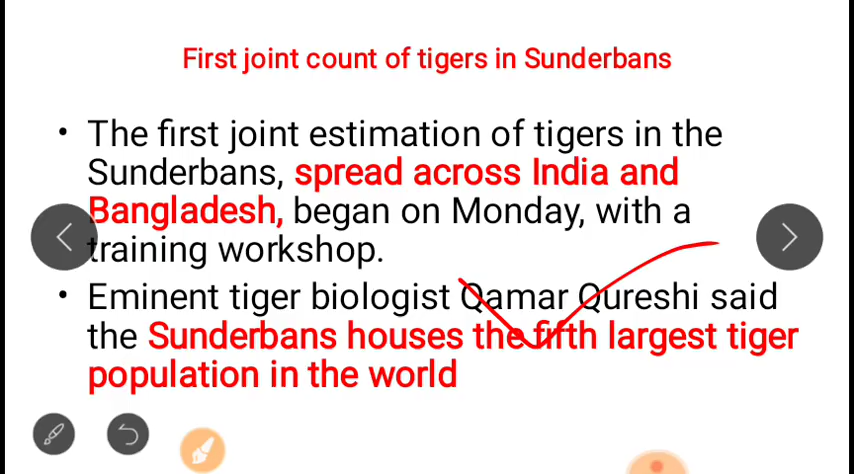 First joint count of tigers in Sunderbans
• The first joint estimation of tigers in the
Sunderbans, spread across India and
Bangladesh, began on Monday, with a
training workshop.
• Eminent tiger biologist Qamar Qureshi said
the Sunderbans houses the fifth largest tiger
population in the world